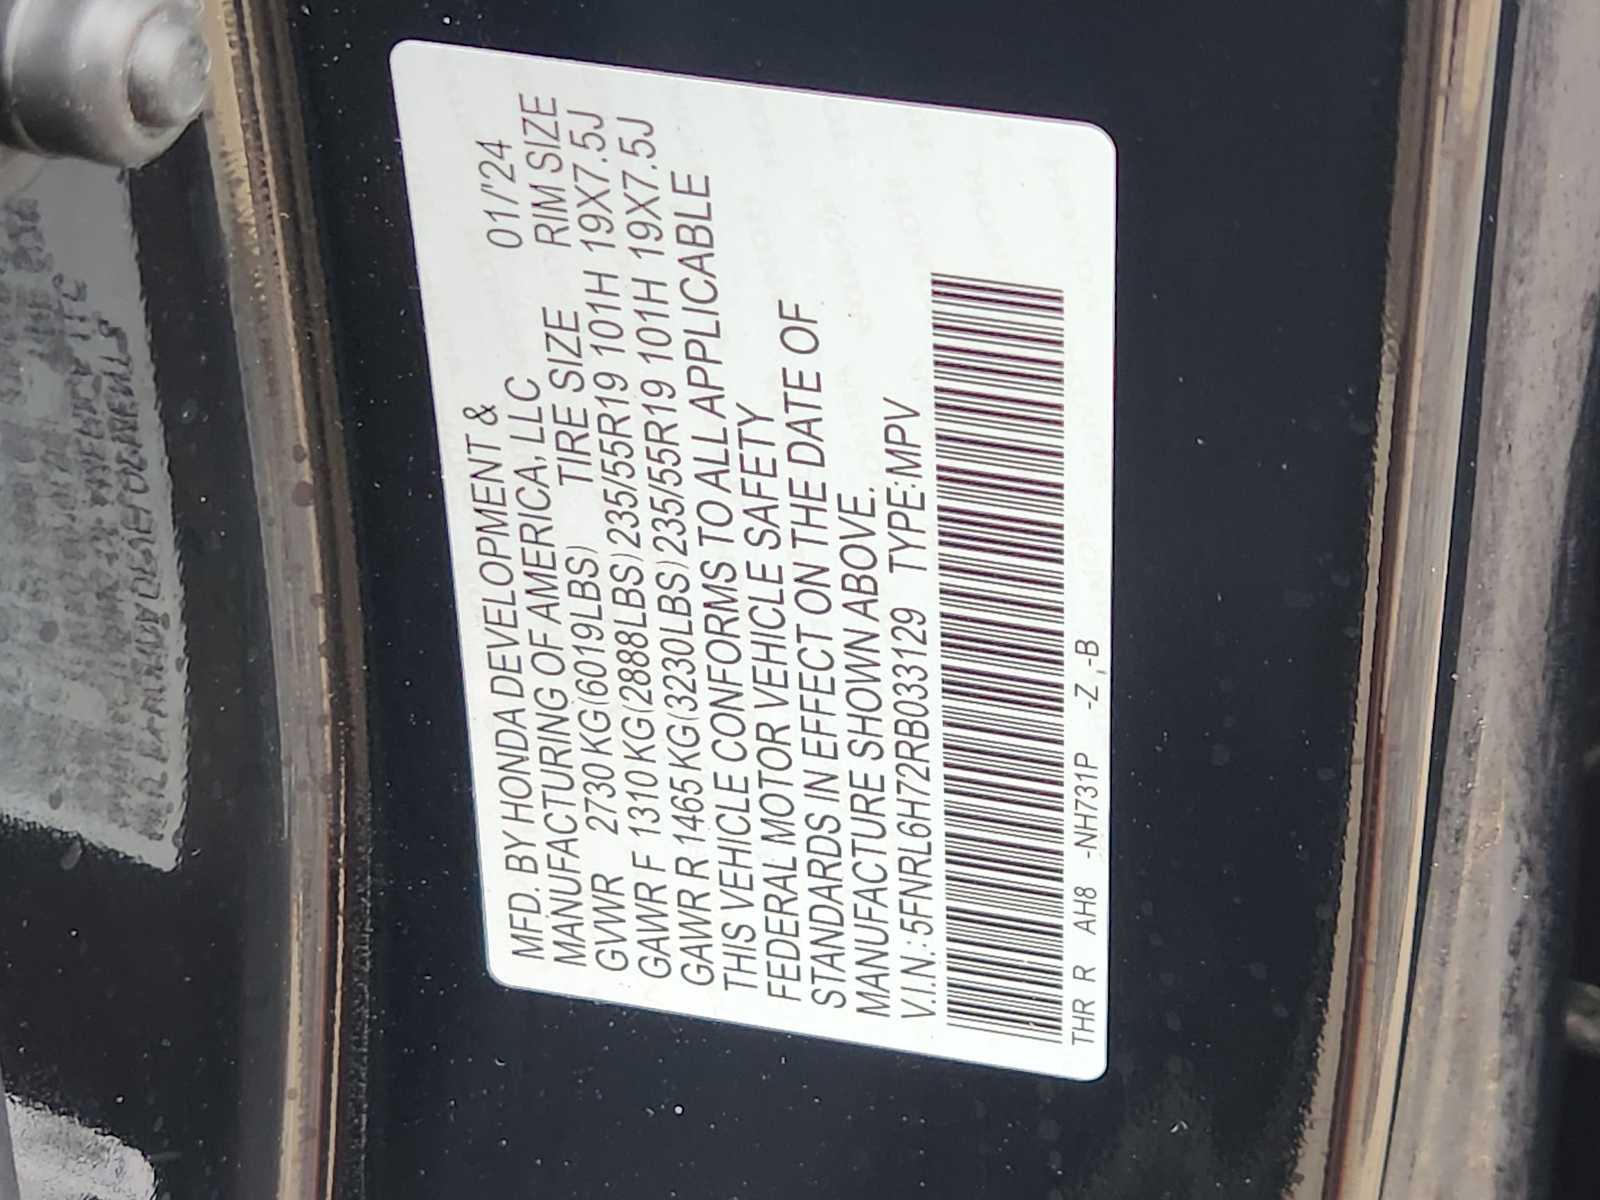 MFD. BY HONDA DEVELOPMENT & 01/'24
MANUFACTURING OF AMERICA, LLC RIM SIZE
GVWR 2730 KG(6019LBS) TIRE SIZE
GAWR F 1310 KG(2888LBS) 235/55R19 101H 19X7.5J
GAWR R 1465 KG(3230LBS) 235/55R19 101H 19X7.5J
THIS VEHICLE CONFORMS TO ALL APPLICABLE
FEDERAL MOTOR VEHICLE SAFETY
STANDARDS IN EFFECT ON THE DATE OF
MANUFACTURE SHOWN ABOVE.
V.I.N.: 5FNRL6H72RB033129 TYPE:MPV
THR R AH8 -NH731P -Z ,-B